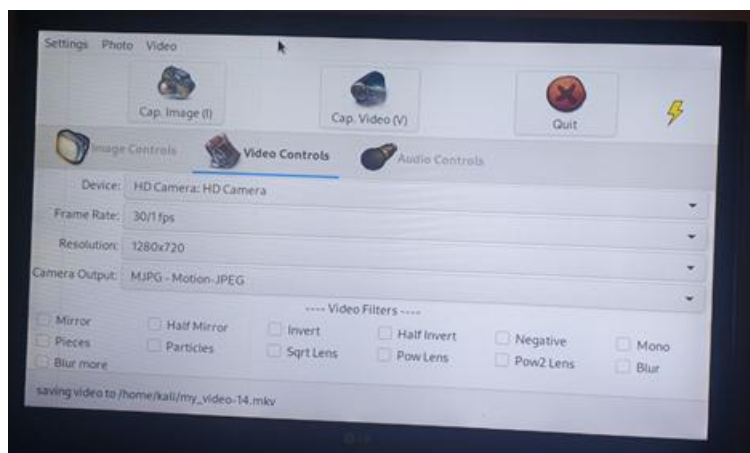 Settings Photo Video
Cap. Image (I) Cap. Video (V) Quit
Image Controls Video Controls Audio Controls
Device: HD Camera: HD Camera
Frame Rate: 30/1 fps
Resolution: 1280x720
Camera Output: MJPG - Motion-JPEG
---- Video Filters ----
Mirror Half Mirror Invert Half Invert Negative Mono
Pieces Particles Sqrt Lens Pow Lens Pow2 Lens Blur
Blur more
saving video to /home/kali/my_video-14.mkv